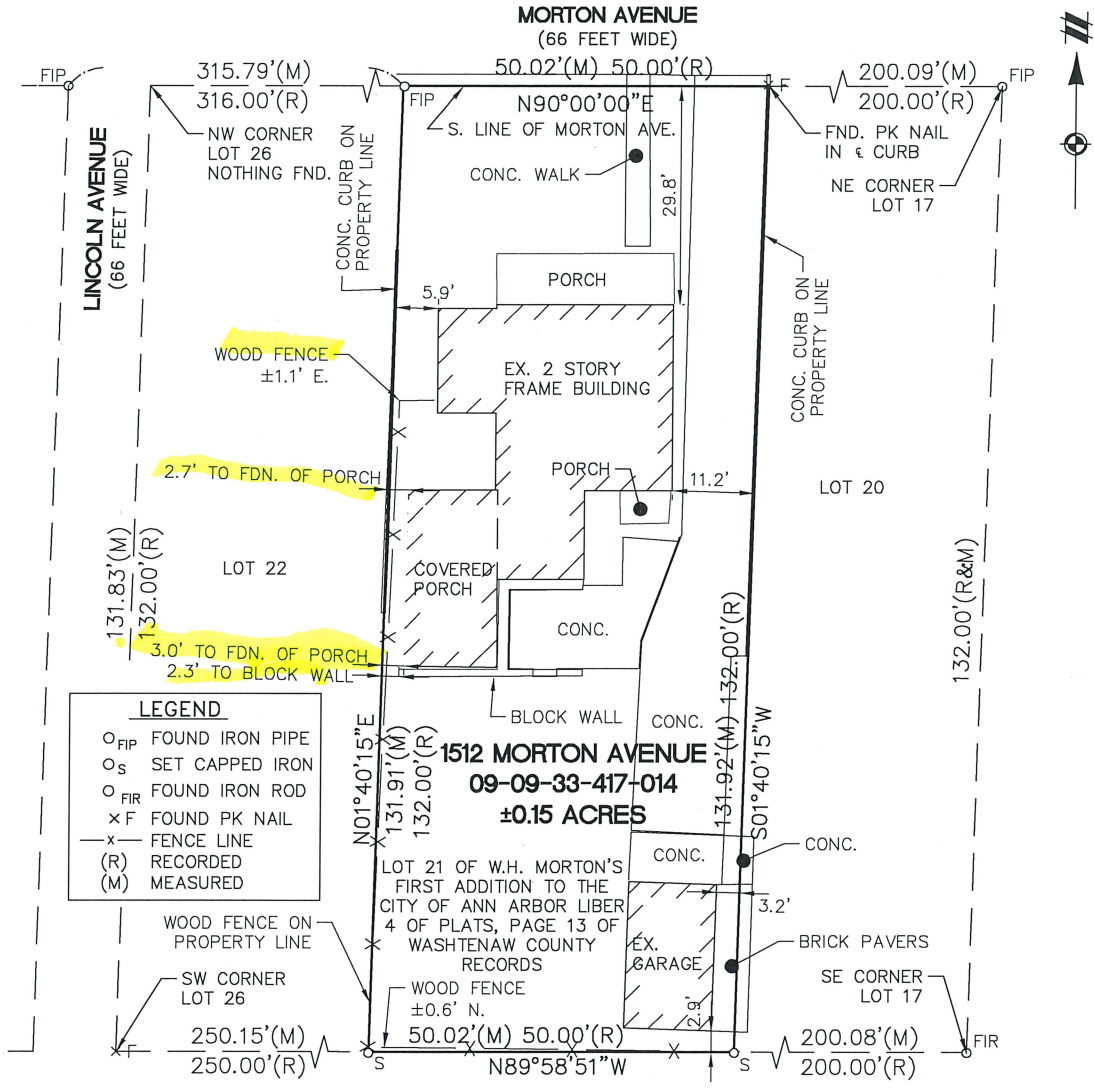 MORTON AVENUE
(66 FEET WIDE)
N
FIP
315.79'(M)
316.00'(R)
FIP
50.02'(M) 50.00'(R)
N90°00'00"E
S. LINE OF MORTON AVE.
F
200.09'(M)
200.00'(R)
FIP
NW CORNER
LOT 26
NOTHING FND.
FND. PK NAIL
IN ℄ CURB
NE CORNER
LOT 17
LINCOLN AVENUE
(66 FEET WIDE)
CONC. CURB ON
PROPERTY LINE
CONC. WALK
29.8'
CONC. CURB ON
PROPERTY LINE
PORCH
5.9'
WOOD FENCE
±1.1' E.
EX. 2 STORY
FRAME BUILDING
2.7' TO FDN. OF PORCH
PORCH
11.2'
LOT 20
LOT 22
COVERED
PORCH
131.83'(M)
132.00'(R)
132.00'(R&M)
CONC.
3.0' TO FDN. OF PORCH
2.3' TO BLOCK WALL
BLOCK WALL
CONC.
LEGEND
FIP FOUND IRON PIPE
S SET CAPPED IRON
FIR FOUND IRON ROD
× F FOUND PK NAIL
—x— FENCE LINE
(R) RECORDED
(M) MEASURED
N01°40'15"E
131.91'(M)
132.00'(R)
1512 MORTON AVENUE
09-09-33-417-014
±0.15 ACRES
131.92'(M) 132.00'(R)
S01°40'15"W
CONC.
CONC.
LOT 21 OF W.H. MORTON'S
FIRST ADDITION TO THE
CITY OF ANN ARBOR LIBER
4 OF PLATS, PAGE 13 OF
WASHTENAW COUNTY
RECORDS
3.2'
WOOD FENCE ON
PROPERTY LINE
EX.
GARAGE
BRICK PAVERS
SW CORNER
LOT 26
SE CORNER
LOT 17
WOOD FENCE
±0.6' N.
2.9'
F
250.15'(M)
250.00'(R)
S
50.02'(M) 50.00'(R)
N89°58'51"W
S
200.08'(M)
200.00'(R)
FIR